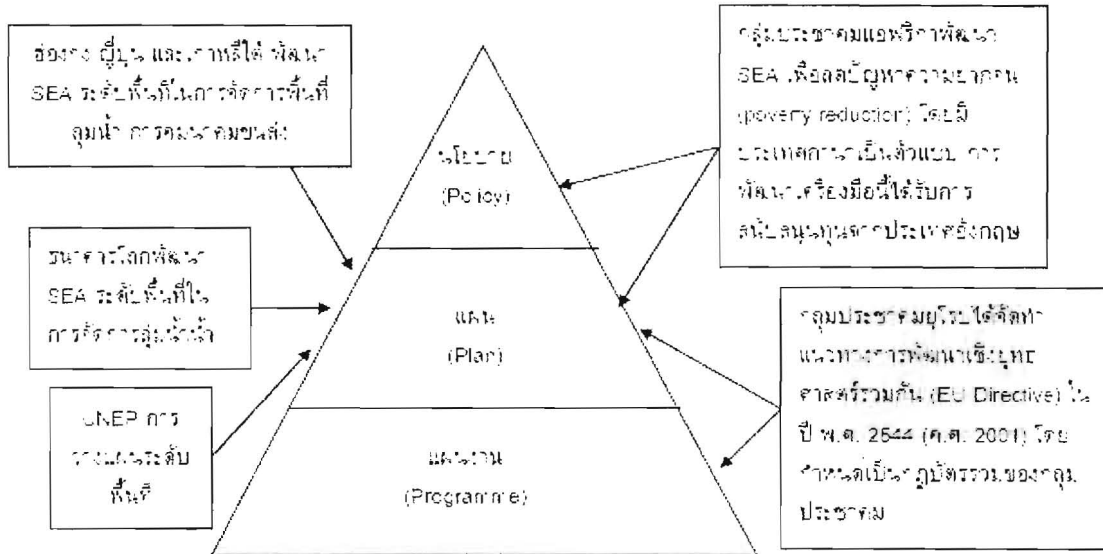 ฮ่องกง ญี่ปุ่น และเกาหลีใต้ พัฒนา
SEA ระดับพื้นที่ในการจัดการพื้นที่
ลุ่มน้ำ การคมนาคมขนส่ง
ธนาคารโลกพัฒนา
SEA ระดับพื้นที่ใน
การจัดการลุ่มน้ำน้ำ
UNEP การ
วางแผนระดับ
พื้นที่
นโยบาย
(Policy)
แผน
(Plan)
แผนงาน
(Programme)
กลุ่มประชาคมแอฟริกาพัฒนา
SEA เพื่อลดปัญหาความยากจน
(poverty reduction) โดยมี
ประเทศกานาเป็นตัวแบบ การ
พัฒนาเครื่องมือนี้ได้รับการ
สนับสนุนทุนจากประเทศอังกฤษ
กลุ่มประชาคมยุโรปได้จัดทำ
แนวทางการพัฒนาเชิงยุทธ
ศาสตร์รวมกัน (EU Directive) ใน
ปี พ.ศ. 2544 (ค.ศ. 2001) โดย
กำหนดเป็นกฎบัตรรวมของกลุ่ม
ประชาคม